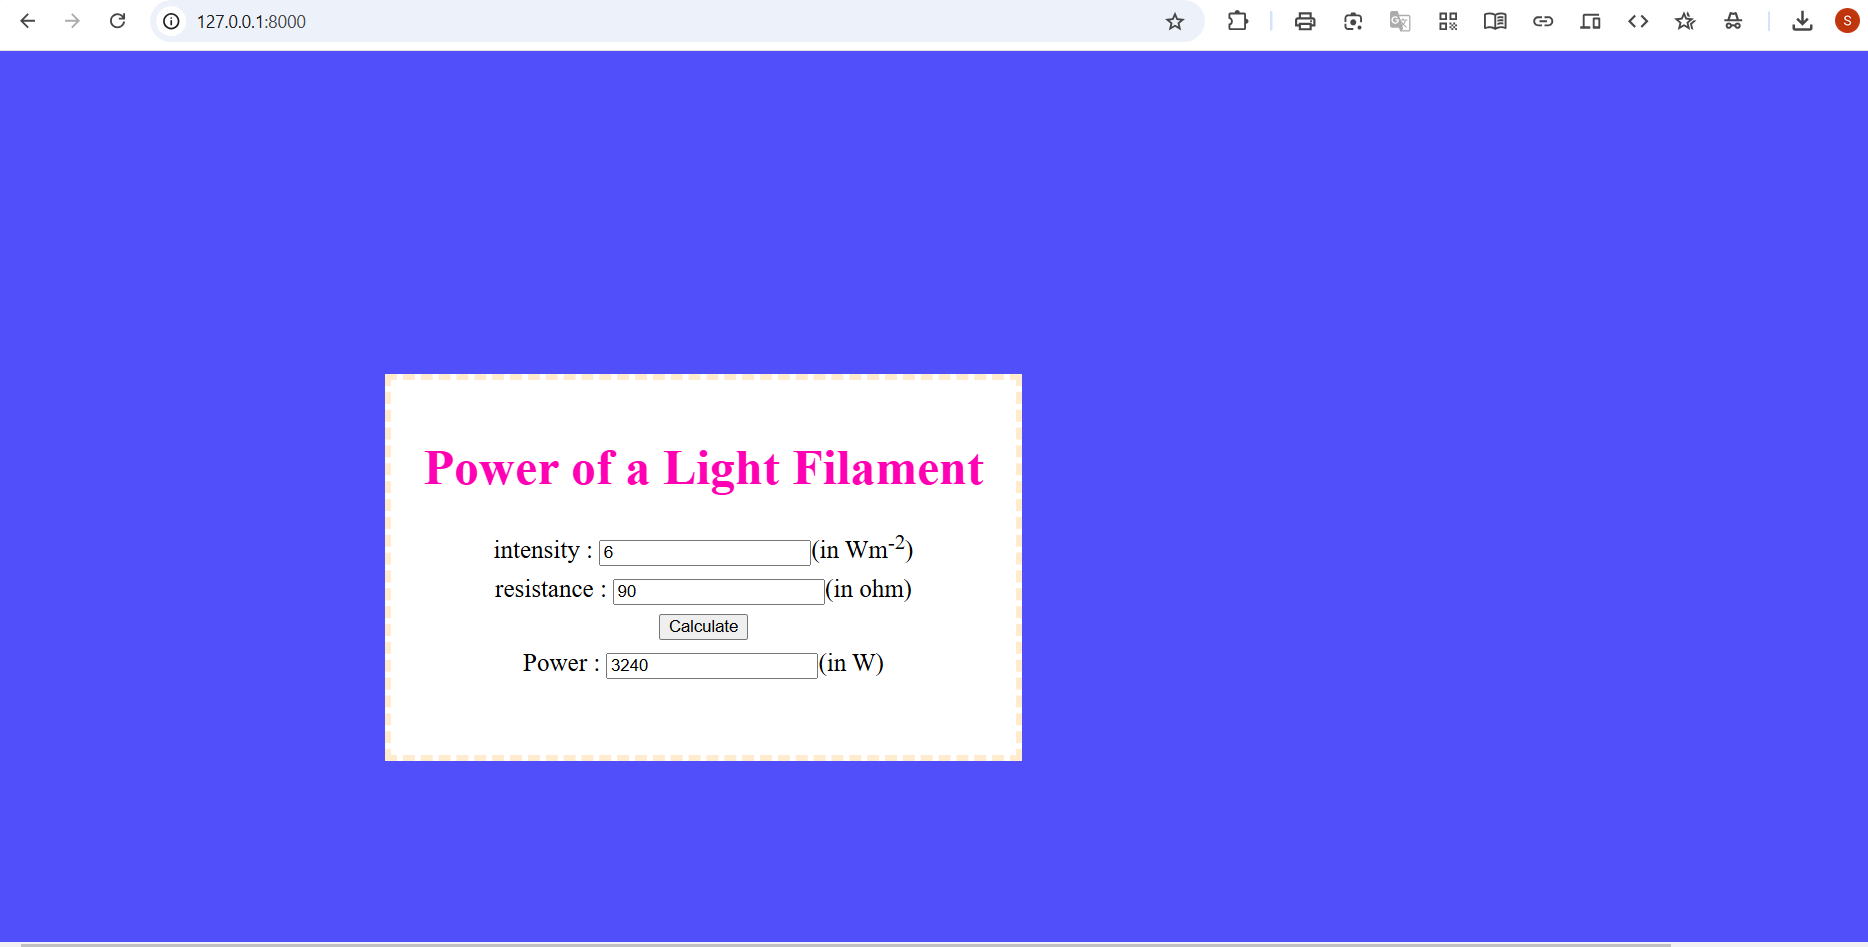 127.0.0.1:8000
S
Power of a Light Filament
intensity : 6 (in Wm-2)
resistance : 90 (in ohm)
Calculate
Power : 3240 (in W)